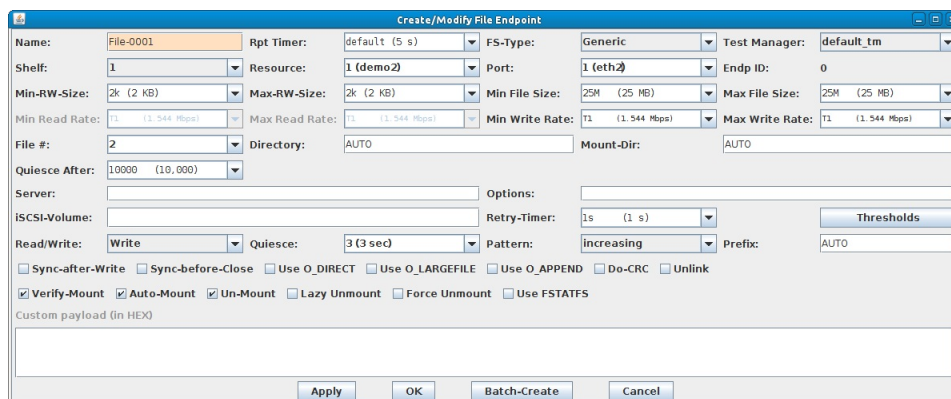 Create/Modify File Endpoint
Name: File-0001 Rpt Timer: default (5 s) FS-Type: Generic Test Manager: default_tm
Shelf: 1 Resource: 1 (demo2) Port: 1 (eth2) Endp ID: 0
Min-RW-Size: 2k (2 KB) Max-RW-Size: 2k (2 KB) Min File Size: 25M (25 MB) Max File Size: 25M (25 MB)
Min Read Rate: T1 (1.544 Mbps) Max Read Rate: T1 (1.544 Mbps) Min Write Rate: T1 (1.544 Mbps) Max Write Rate: T1 (1.544 Mbps)
File #: 2 Directory: AUTO Mount-Dir: AUTO
Quiesce After: 10000 (10,000)
Server: Options:
iSCSI-Volume: Retry-Timer: 1s (1 s) Thresholds
Read/Write: Write Quiesce: 3 (3 sec) Pattern: increasing Prefix: AUTO
Sync-after-Write Sync-before-Close Use O_DIRECT Use O_LARGEFILE Use O_APPEND Do-CRC Unlink
Verify-Mount Auto-Mount Un-Mount Lazy Unmount Force Unmount Use FSTATFS
Custom payload (in HEX)
Apply OK Batch-Create Cancel